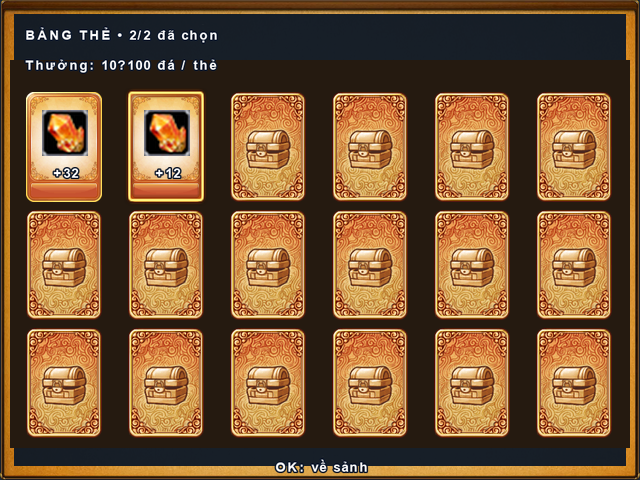 BẢNG THẺ • 2/2 đã chọn
Thưởng: 10?100 đá / thẻ
+32
+12
OK: về sảnh